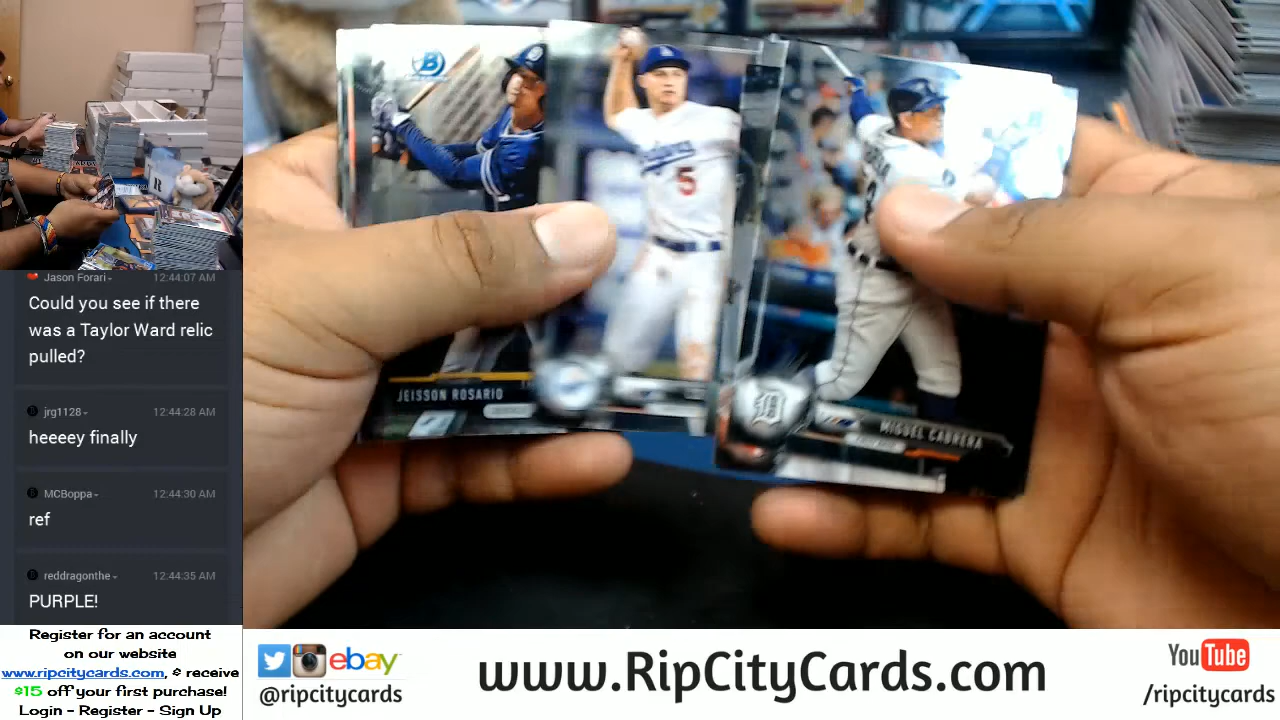 Jason Forari
12:44:07 AM
Could you see if there
was a Taylor Ward relic
pulled?
jrg1128
12:44:28 AM
heeeey finally
MCBoppa
12:44:30 AM
ref
reddragonthe
12:44:35 AM
PURPLE!
Register for an account
on our website
www.ripcitycards.com, & receive
$15 off your first purchase!
Login - Register - Sign Up
B
JEISSON ROSARIO
Dodgers
5
D
MIGUEL CABRERA
ebay
@ripcitycards
www.RipCityCards.com
YouTube
/ripcitycards